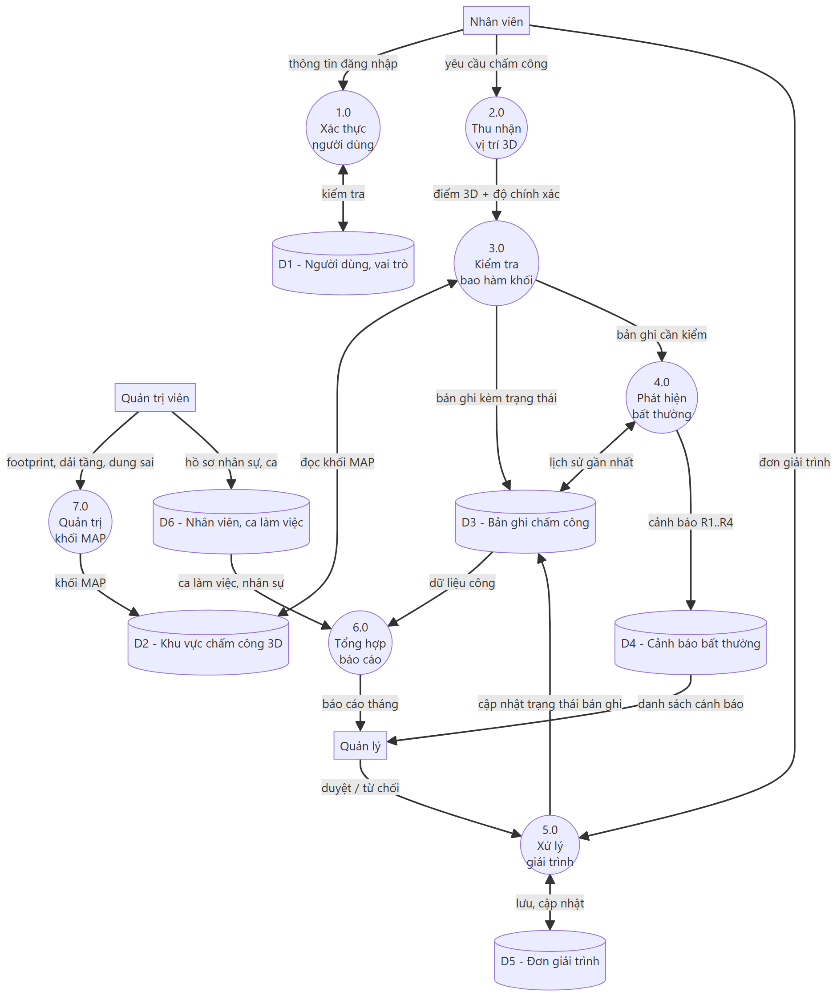 Nhân viên
thông tin đăng nhập
yêu cầu chấm công
1.0
Xác thực
người dùng
2.0
Thu nhận
vị trí 3D
kiểm tra
điểm 3D + độ chính xác
D1 - Người dùng, vai trò
3.0
Kiểm tra
bao hàm khối
bản ghi cần kiểm
Quản trị viên
bản ghi kèm trạng thái
4.0
Phát hiện
bất thường
footprint, dải tầng, dung sai
hồ sơ nhân sự, ca
đọc khối MAP
lịch sử gần nhất
đơn giải trình
7.0
Quản trị
khối MAP
D6 - Nhân viên, ca làm việc
D3 - Bản ghi chấm công
cảnh báo R1..R4
khối MAP
ca làm việc, nhân sự
dữ liệu công
D2 - Khu vực chấm công 3D
6.0
Tổng hợp
báo cáo
D4 - Cảnh báo bất thường
báo cáo tháng
cập nhật trạng thái bản ghi
danh sách cảnh báo
Quản lý
duyệt / từ chối
5.0
Xử lý
giải trình
lưu, cập nhật
D5 - Đơn giải trình